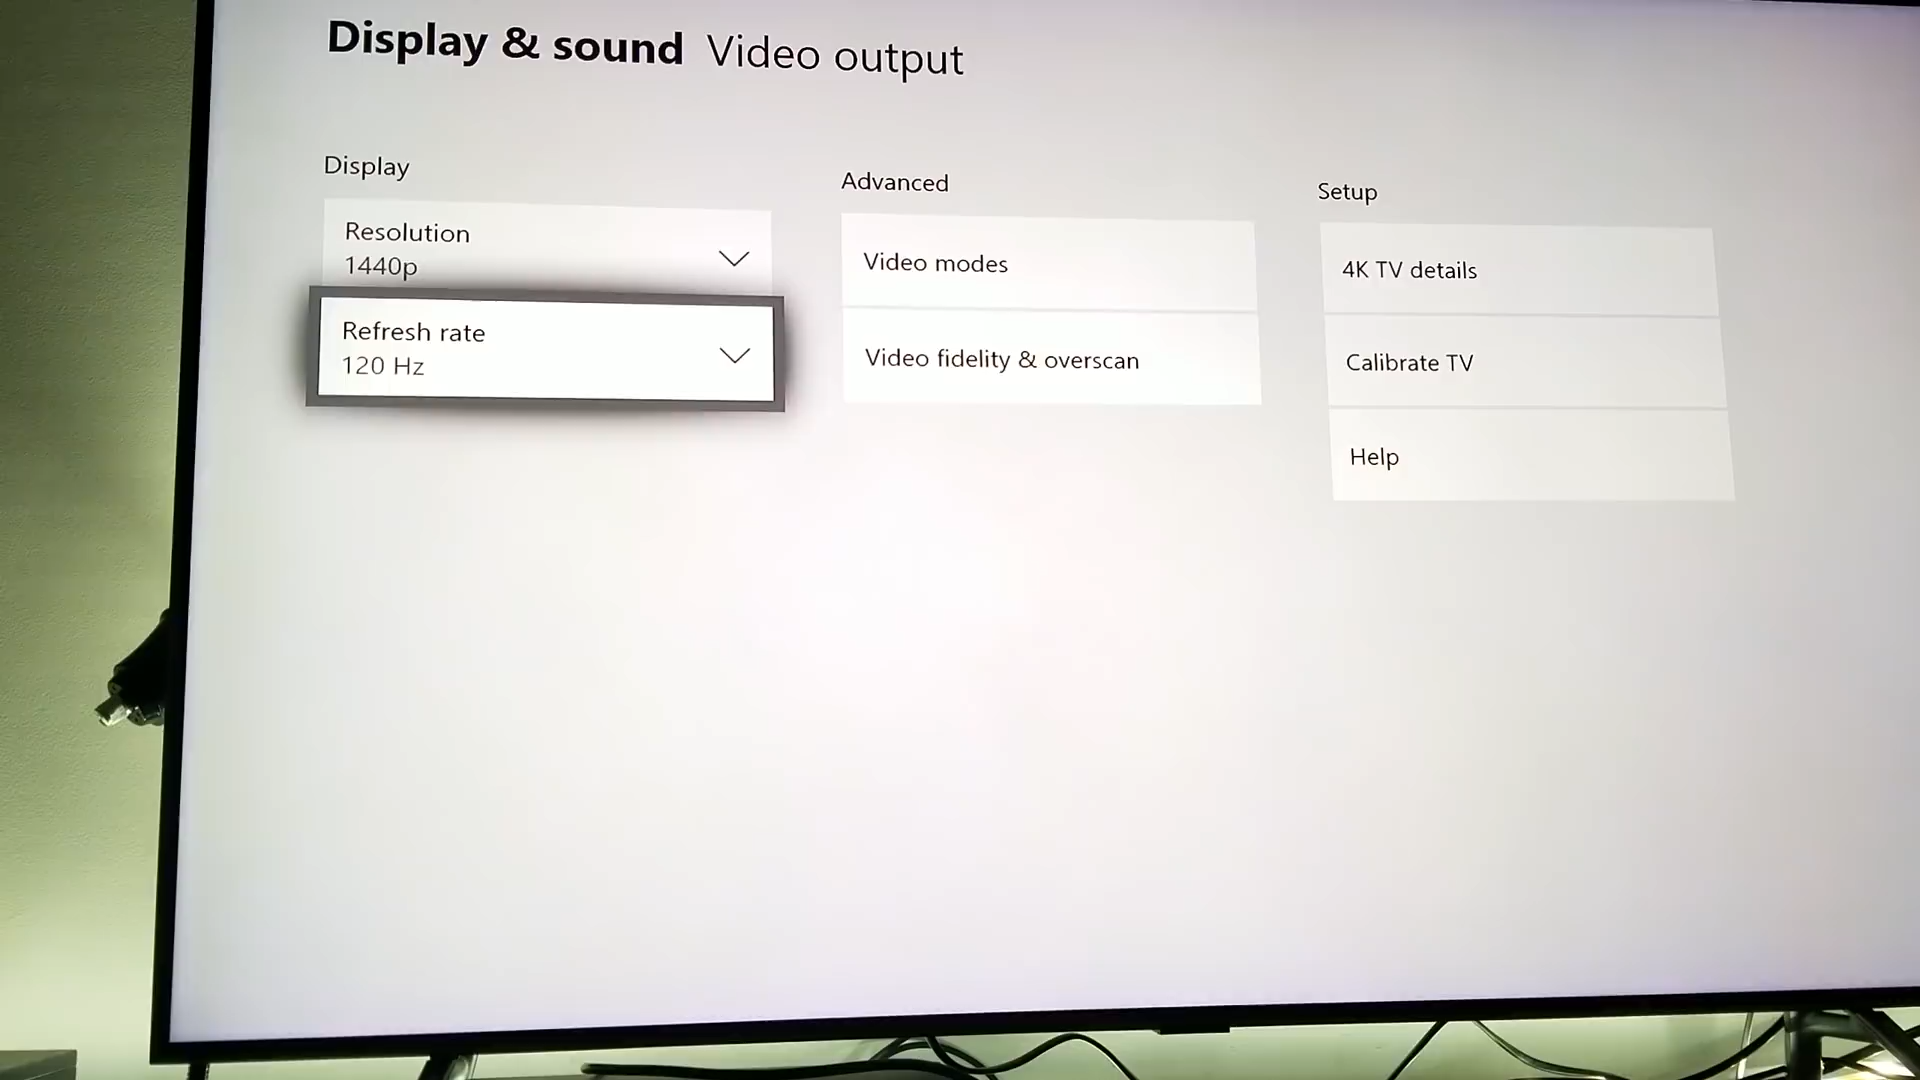 Display & sound Video output
Display
Resolution
1440p
Refresh rate
120 Hz
Advanced
Video modes
Video fidelity & overscan
Setup
4K TV details
Calibrate TV
Help